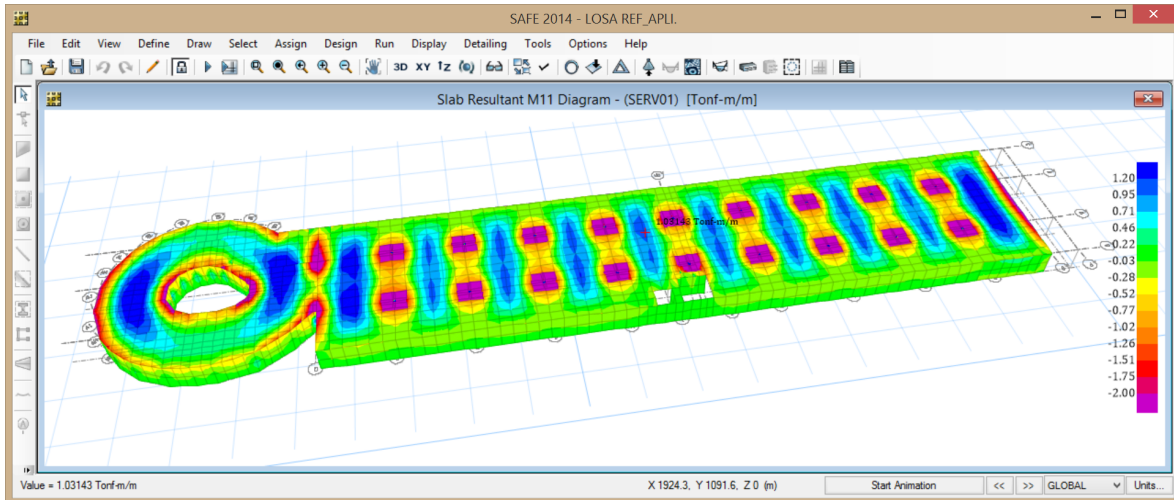 SAFE 2014 - LOSA REF_APLI.
File Edit View Define Draw Select Assign Design Run Display Detailing Tools Options Help
3D XY
Slab Resultant M11 Diagram - (SERV01) [Tonf-m/m]
1.03143 Tonf-m/m
1.20
0.95
0.71
0.46
0.22
-0.03
-0.28
-0.52
-0.77
-1.02
-1.26
-1.51
-1.75
-2.00
Value = 1.03143 Tonf-m/m X 1924.3, Y 1091.6, Z 0 (m) Start Animation << >> GLOBAL Units...